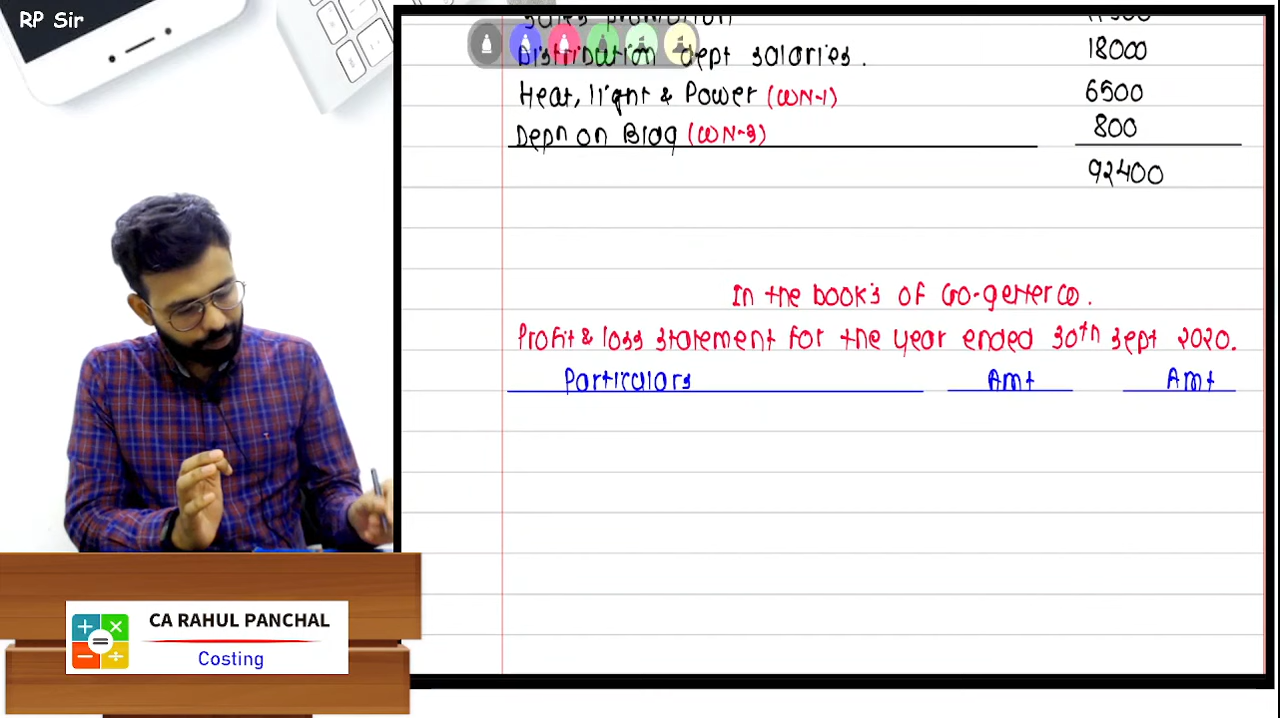 RP Sir
Sales promotion
Distribution dept salaries. 18000
Heat, light & Power (WN-1) 6500
Depn on Bldg (WN-3) 800
92400
In the book's of Go-getter co.
Profit & loss statement for the year ended 30th Sept 2020.
Particulars Amt Amt
CA RAHUL PANCHAL
Costing